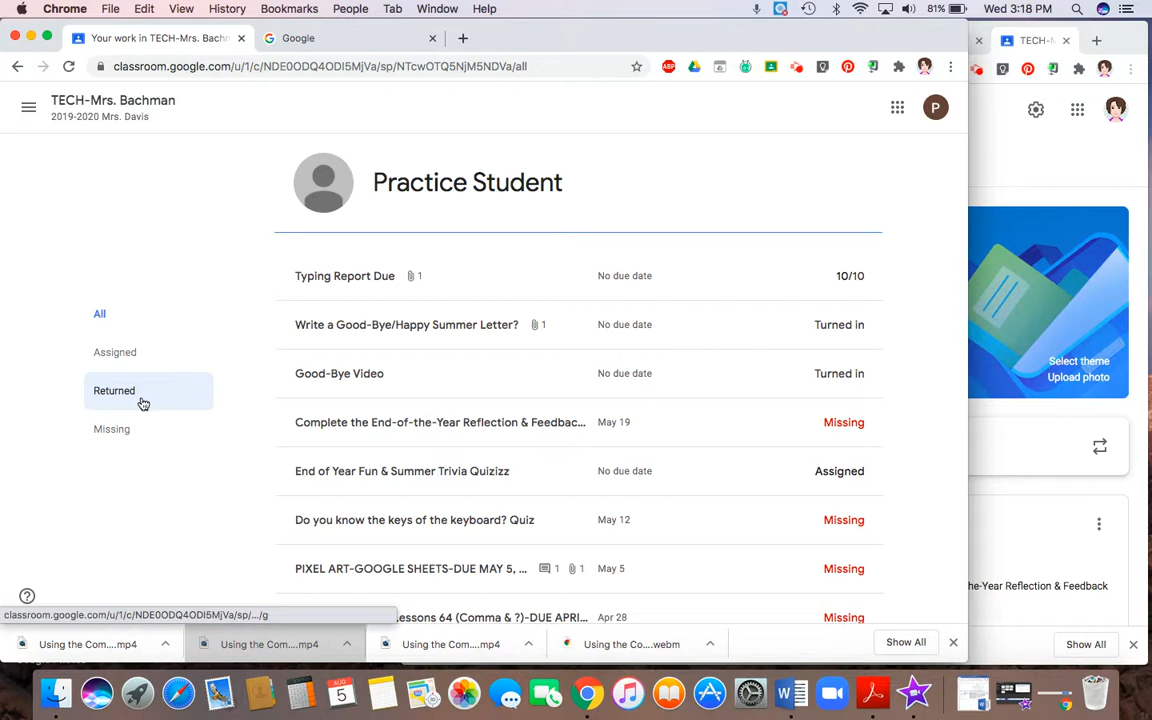 Chrome File Edit View History Bookmarks People Tab Window Help 81% Wed 3:18 PM
Your work in TECH-Mrs. Bachm Google
TECH-
classroom.google.com/u/1/c/NDE0ODQ4ODI5MjVa/sp/NTcwOTQ5NjM5NDVa/all
ABP
TECH-Mrs. Bachman
2019-2020 Mrs. Davis
P
Practice Student
Typing Report Due 1 No due date 10/10
All
Write a Good-Bye/Happy Summer Letter? 1 No due date Turned in
Assigned
Good-Bye Video No due date Turned in
Select theme
Upload photo
Returned
Complete the End-of-the-Year Reflection & Feedbac... May 19 Missing
Missing
End of Year Fun & Summer Trivia Quizizz No due date Assigned
Do you know the keys of the keyboard? Quiz May 12 Missing
PIXEL ART-GOOGLE SHEETS-DUE MAY 5, ... 1 1 May 5 Missing
he-Year Reflection & Feedback
classroom.google.com/u/1/c/NDE0ODQ4ODI5MjVa/sp/.../g
essons 64 (Comma & ?)-DUE APRI... Apr 28 Missing
Using the Com....mp4 Using the Com....mp4 Using the Com....mp4 Using the Co....webm Show All
Show All
AUG
5